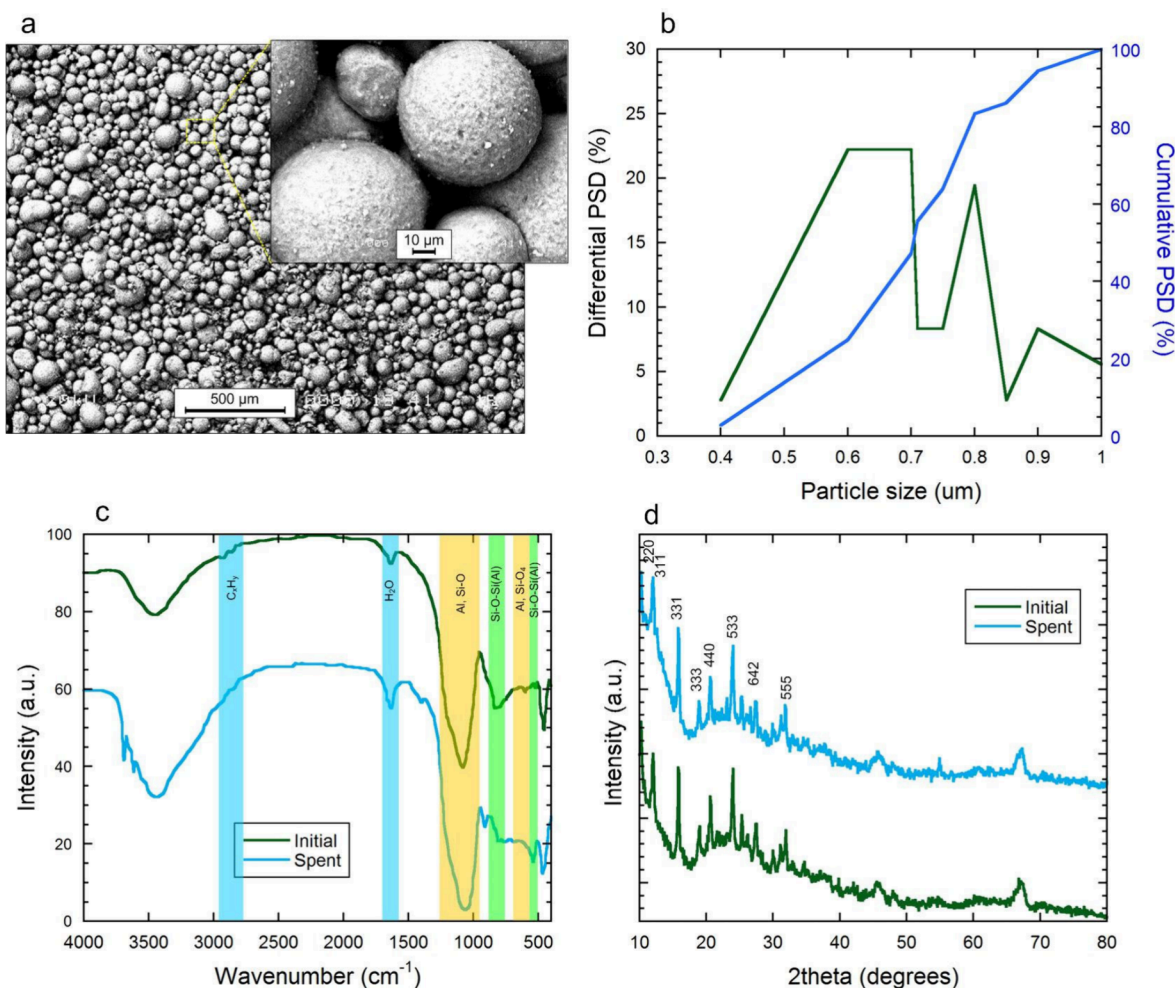 a
10 µm
500 µm
b
Differential PSD (%)
30
25
20
15
10
5
0
0.3 0.4 0.5 0.6 0.7 0.8 0.9 1
Particle size (um)
100
80
60
40
20
0
Cumulative PSD (%)
c
Intensity (a.u.)
100
80
60
40
20
0
CxHy
H2O
Al, Si-O
Si-O-Si(Al)
Al, Si-O4
Si-O-Si(Al)
Initial
Spent
4000 3500 3000 2500 2000 1500 1000 500
Wavenumber (cm-1)
d
Intensity (a.u.)
220
311
331
333
440
533
642
555
Initial
Spent
10 20 30 40 50 60 70 80
2theta (degrees)